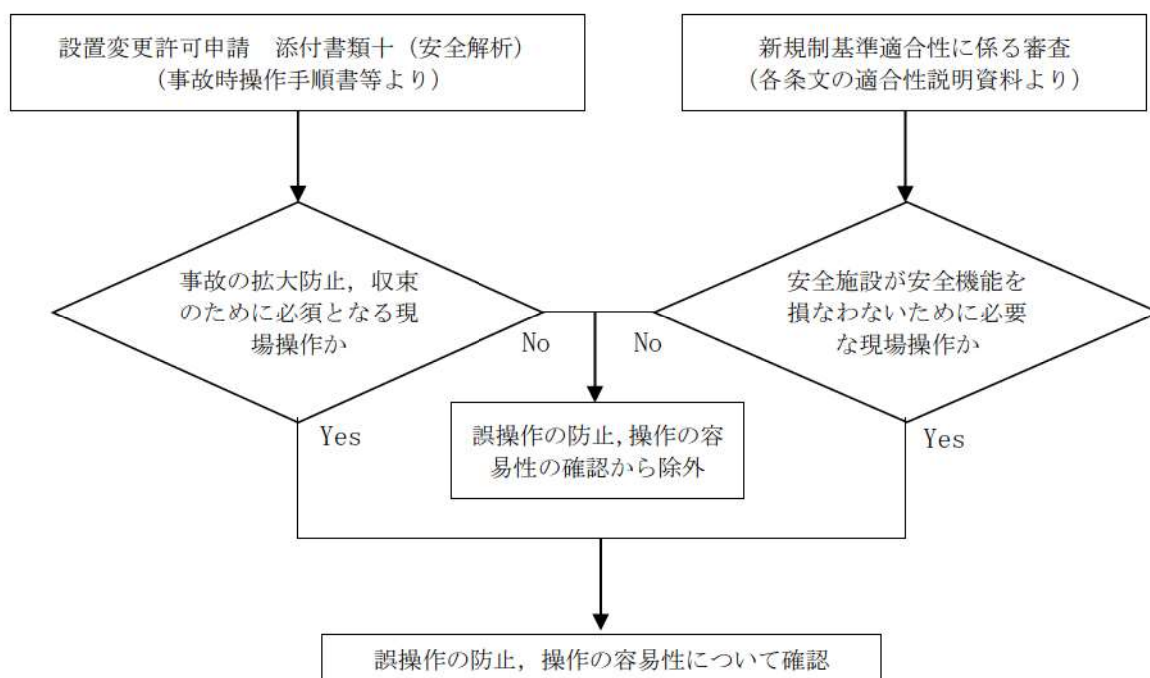 設置変更許可申請　添付書類十（安全解析）
（事故時操作手順書等より）
新規制基準適合性に係る審査
（各条文の適合性説明資料より）
事故の拡大防止，収束
のために必須となる現
場操作か
安全施設が安全機能を
損なわないために必要
な現場操作か
No
No
Yes
誤操作の防止，操作の容
易性の確認から除外
Yes
誤操作の防止，操作の容易性について確認